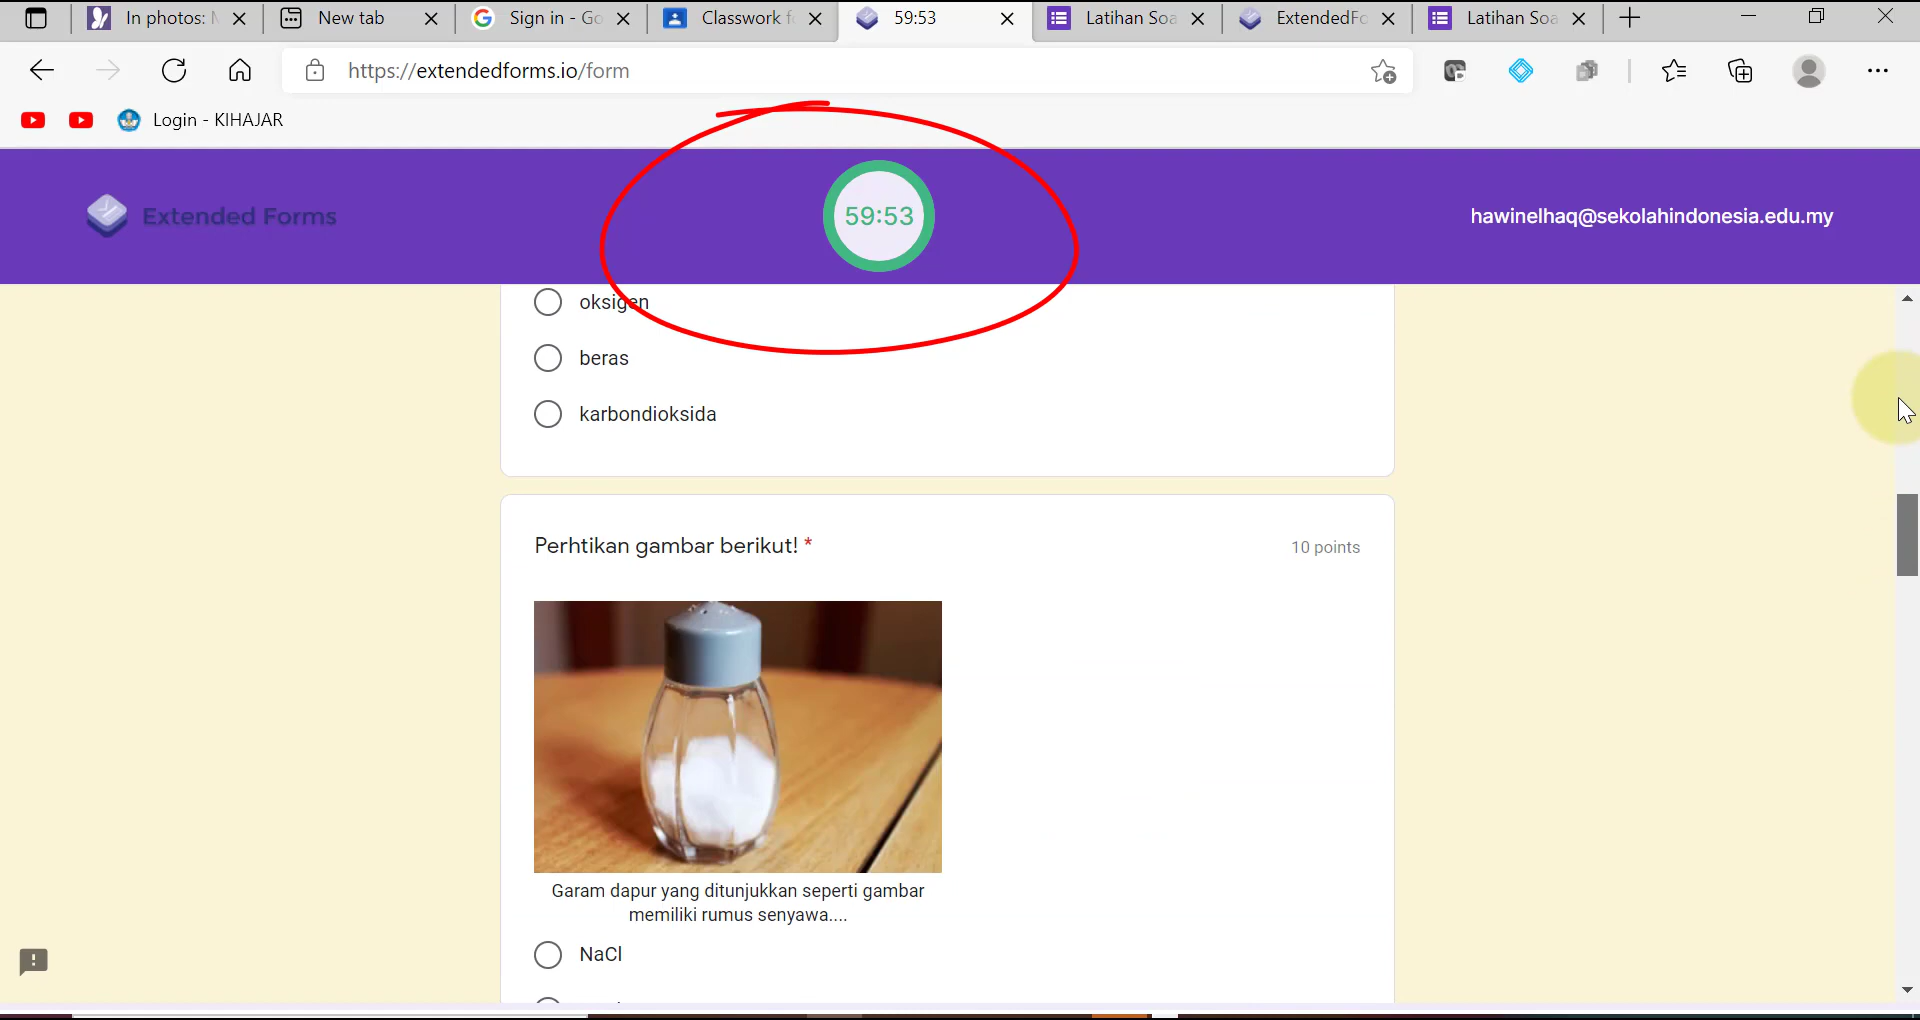 In photos:
New tab
Sign in - Go
Classwork f
59:53
Latihan Soa
ExtendedFo
Latihan Soa
https://extendedforms.io/form
Login - KIHAJAR
Extended Forms
59:53
hawinelhaq@sekolahindonesia.edu.my
oksigen
beras
karbondioksida
Perhtikan gambar berikut! *
10 points
Garam dapur yang ditunjukkan seperti gambar
memiliki rumus senyawa....
NaCl